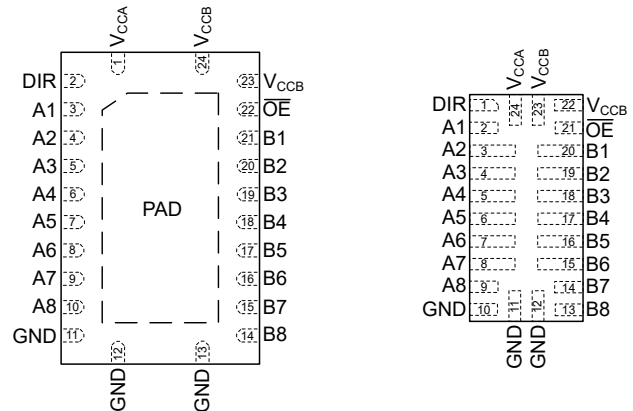 VCCA VCCB
1 24
DIR 2 23 VCCB
A1 3 22 OE
A2 4 21 B1
A3 5 20 B2
A4 6 19 B3
A5 7 PAD 18 B4
A6 8 17 B5
A7 9 16 B6
A8 10 15 B7
GND 11 14 B8
12 13
GND GND
VCCA VCCB
24 23
DIR 1 22 VCCB
A1 2 21 OE
A2 3 20 B1
A3 4 19 B2
A4 5 18 B3
A5 6 17 B4
A6 7 16 B5
A7 8 15 B6
A8 9 14 B7
GND 10 11 12 13 B8
GND GND